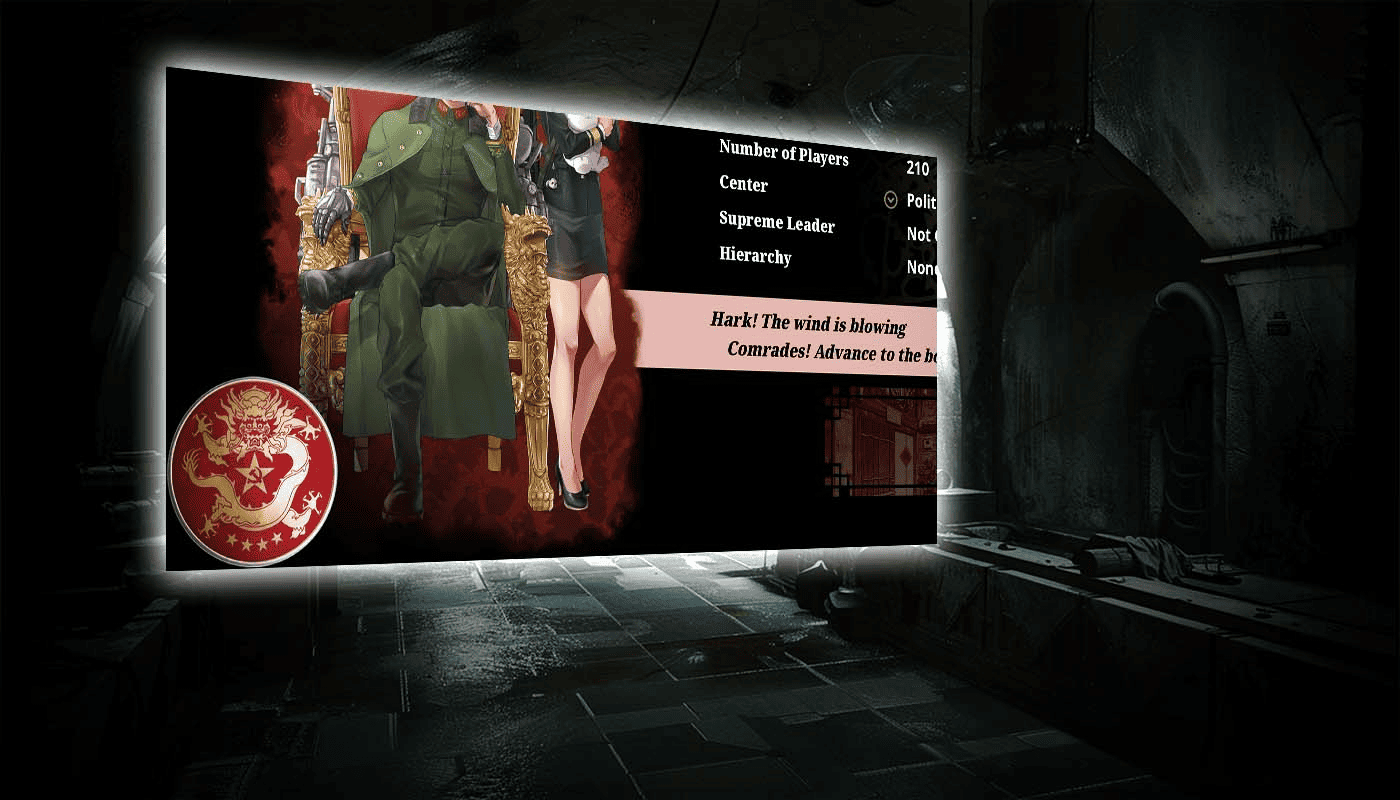 Number of Players 210
Center
Supreme Leader
Hierarchy
Hark! The wind is blowing
Comrades! Advance to the